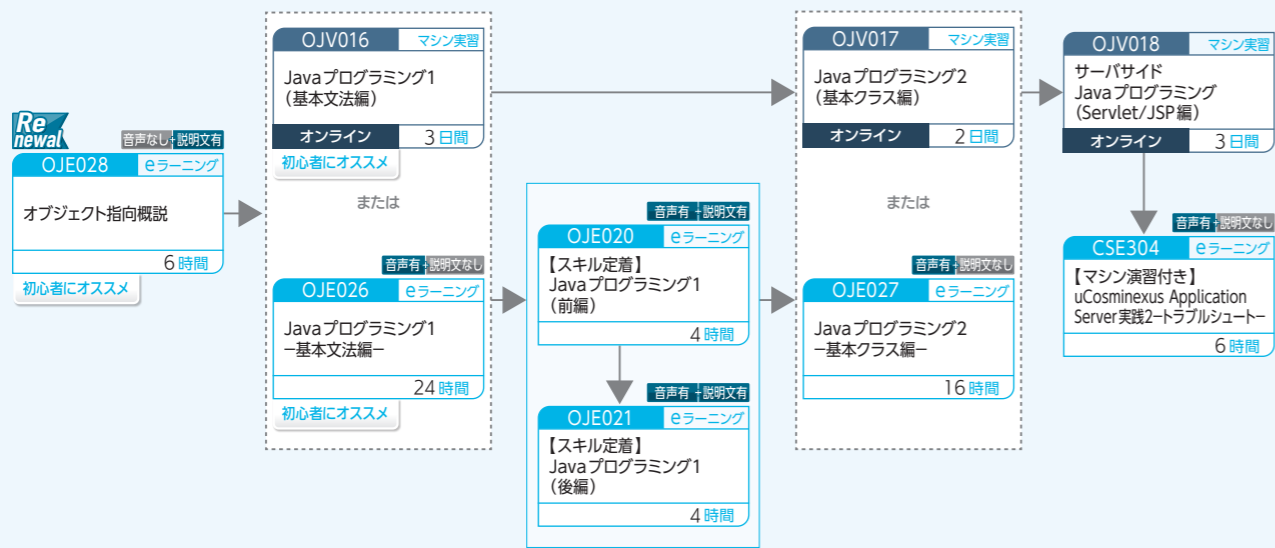 Re
newal
音声なし+説明文有
OJE028 eラーニング
オブジェクト指向概説
6時間
初心者にオススメ
OJV016 マシン実習
Javaプログラミング1
（基本文法編）
オンライン 3日間
初心者にオススメ
または
音声有+説明文なし
OJE026 eラーニング
Javaプログラミング1
－基本文法編－
24時間
初心者にオススメ
音声有+説明文有
OJE020 eラーニング
【スキル定着】
Javaプログラミング1
（前編）
4時間
音声有+説明文有
OJE021 eラーニング
【スキル定着】
Javaプログラミング1
（後編）
4時間
OJV017 マシン実習
Javaプログラミング2
（基本クラス編）
オンライン 2日間
または
音声有+説明文なし
OJE027 eラーニング
Javaプログラミング2
－基本クラス編－
16時間
OJV018 マシン実習
サーバサイド
Javaプログラミング
（Servlet/JSP編）
オンライン 3日間
音声有+説明文なし
CSE304 eラーニング
【マシン演習付き】
uCosminexus Application
Server実践2－トラブルシュート－
6時間